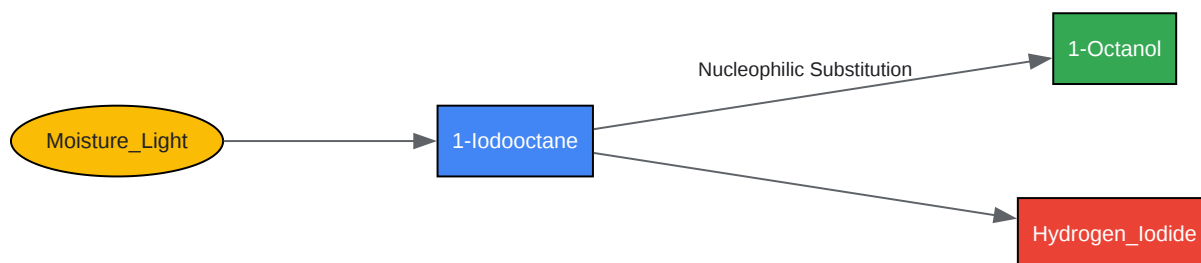 1-Octanol
Nucleophilic Substitution
Moisture_Light
1-Iodooctane
Hydrogen_Iodide